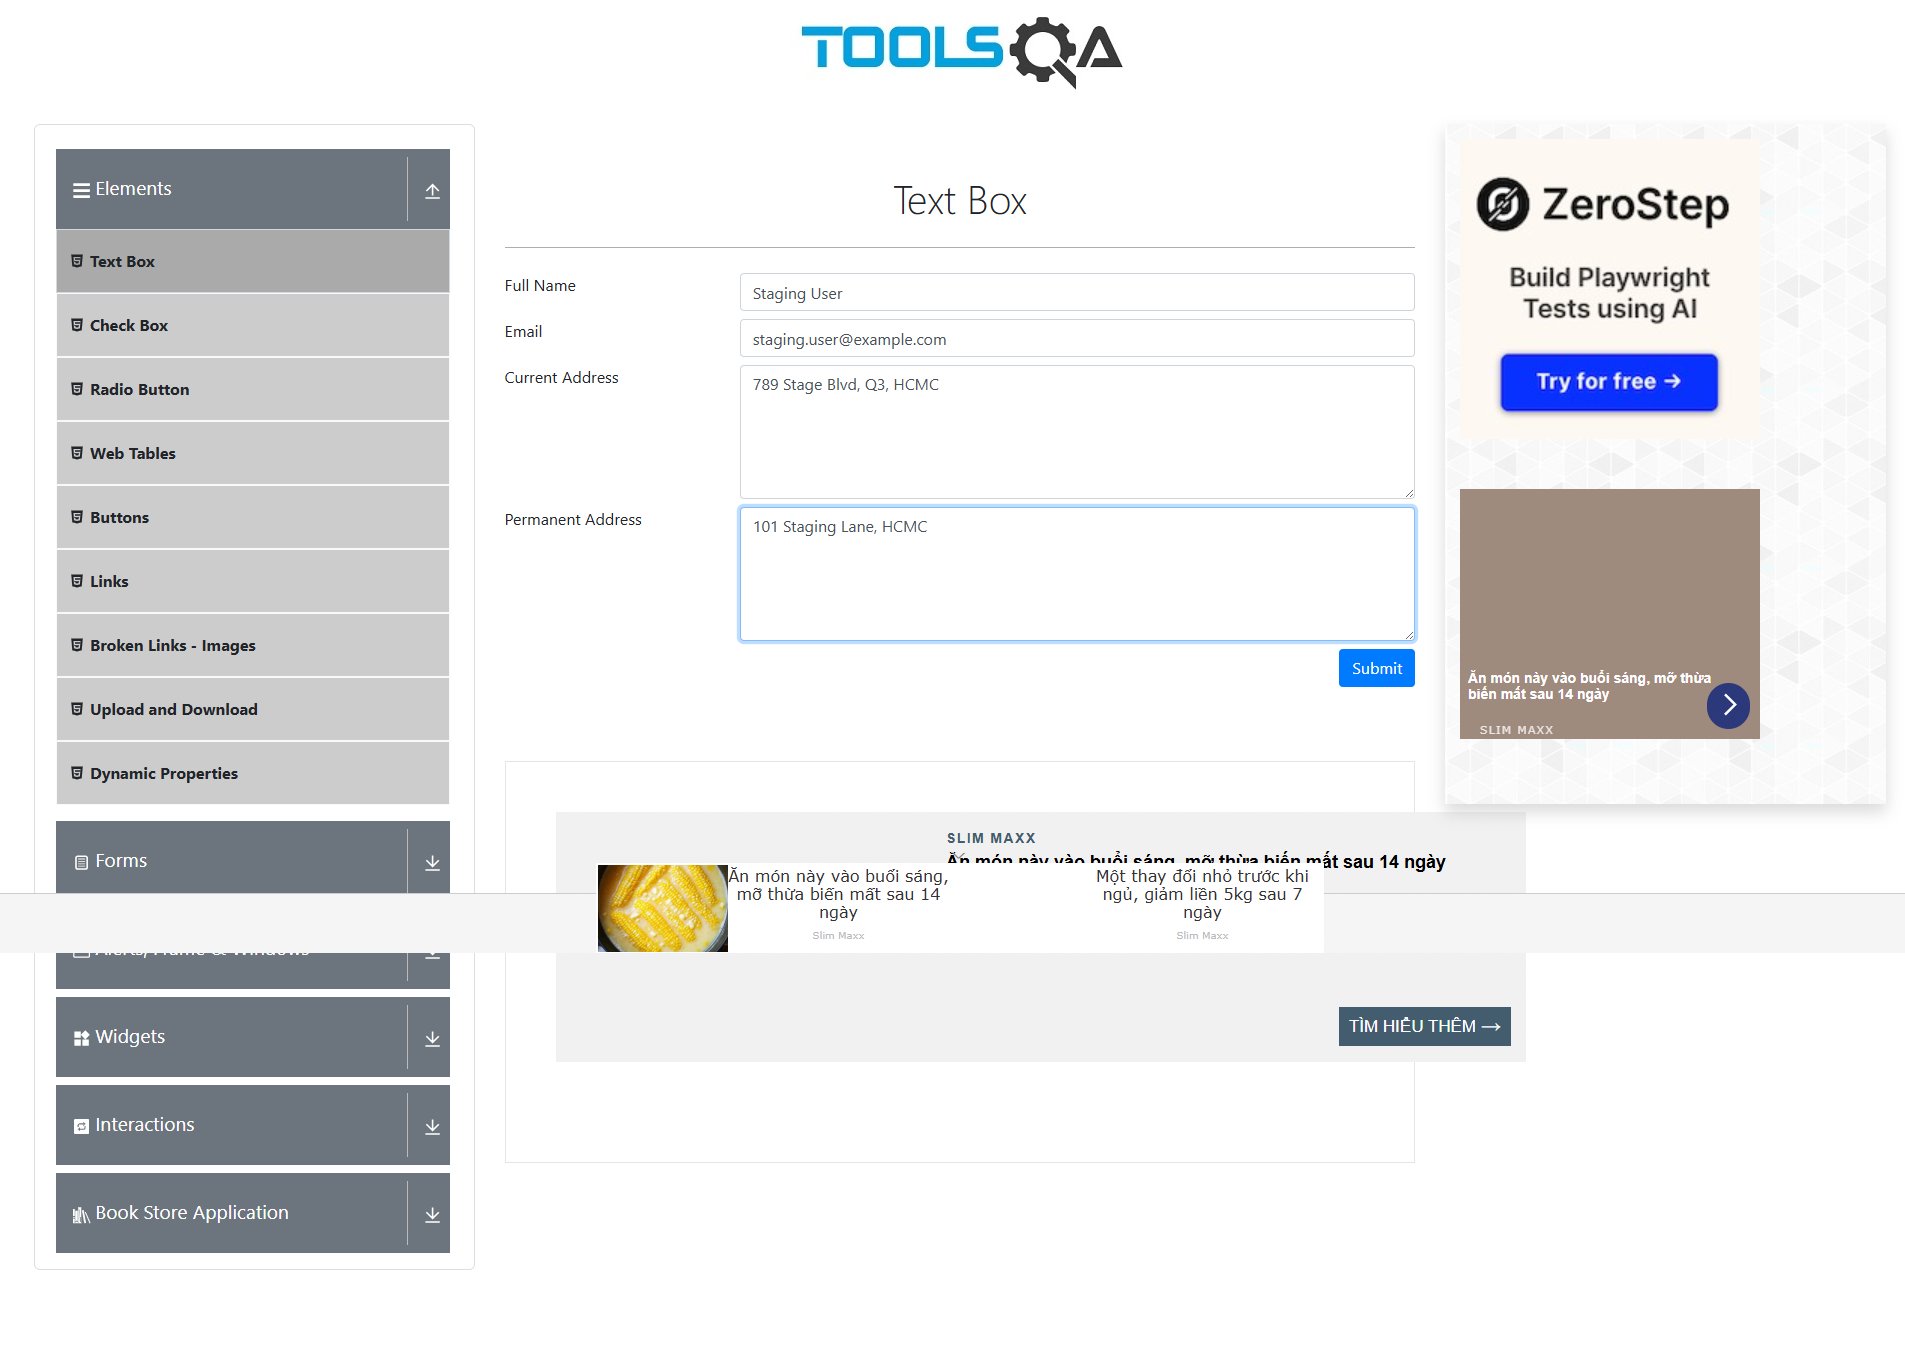 TOOLSQA
Elements
Text Box
Check Box
Radio Button
Web Tables
Buttons
Links
Broken Links - Images
Upload and Download
Dynamic Properties
Forms
Alerts, Frame & Windows
Widgets
Interactions
Book Store Application
Text Box
Full Name
Staging User
Email
staging.user@example.com
Current Address
789 Stage Blvd, Q3, HCMC
Permanent Address
101 Staging Lane, HCMC
Submit
SLIM MAXX
Ăn món này vào buổi sáng, mỡ thừa biến mất sau 14 ngày
Ăn món này vào buổi sáng,
mỡ thừa biến mất sau 14
ngày
Slim Maxx
Một thay đổi nhỏ trước khi
ngủ, giảm liền 5kg sau 7
ngày
Slim Maxx
TÌM HIỂU THÊM →
ZeroStep
Build Playwright
Tests using AI
Try for free →
Ăn món này vào buổi sáng, mỡ thừa
biến mất sau 14 ngày
SLIM MAXX